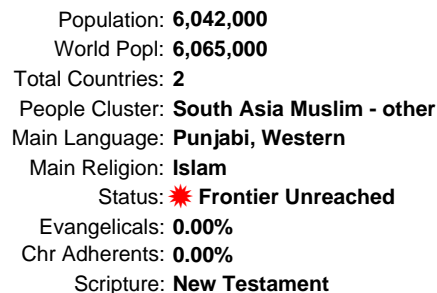 Population: 6,042,000
World Popl: 6,065,000
Total Countries: 2
People Cluster: South Asia Muslim - other
Main Language: Punjabi, Western
Main Religion: Islam
Status: Frontier Unreached
Evangelicals: 0.00%
Chr Adherents: 0.00%
Scripture: New Testament